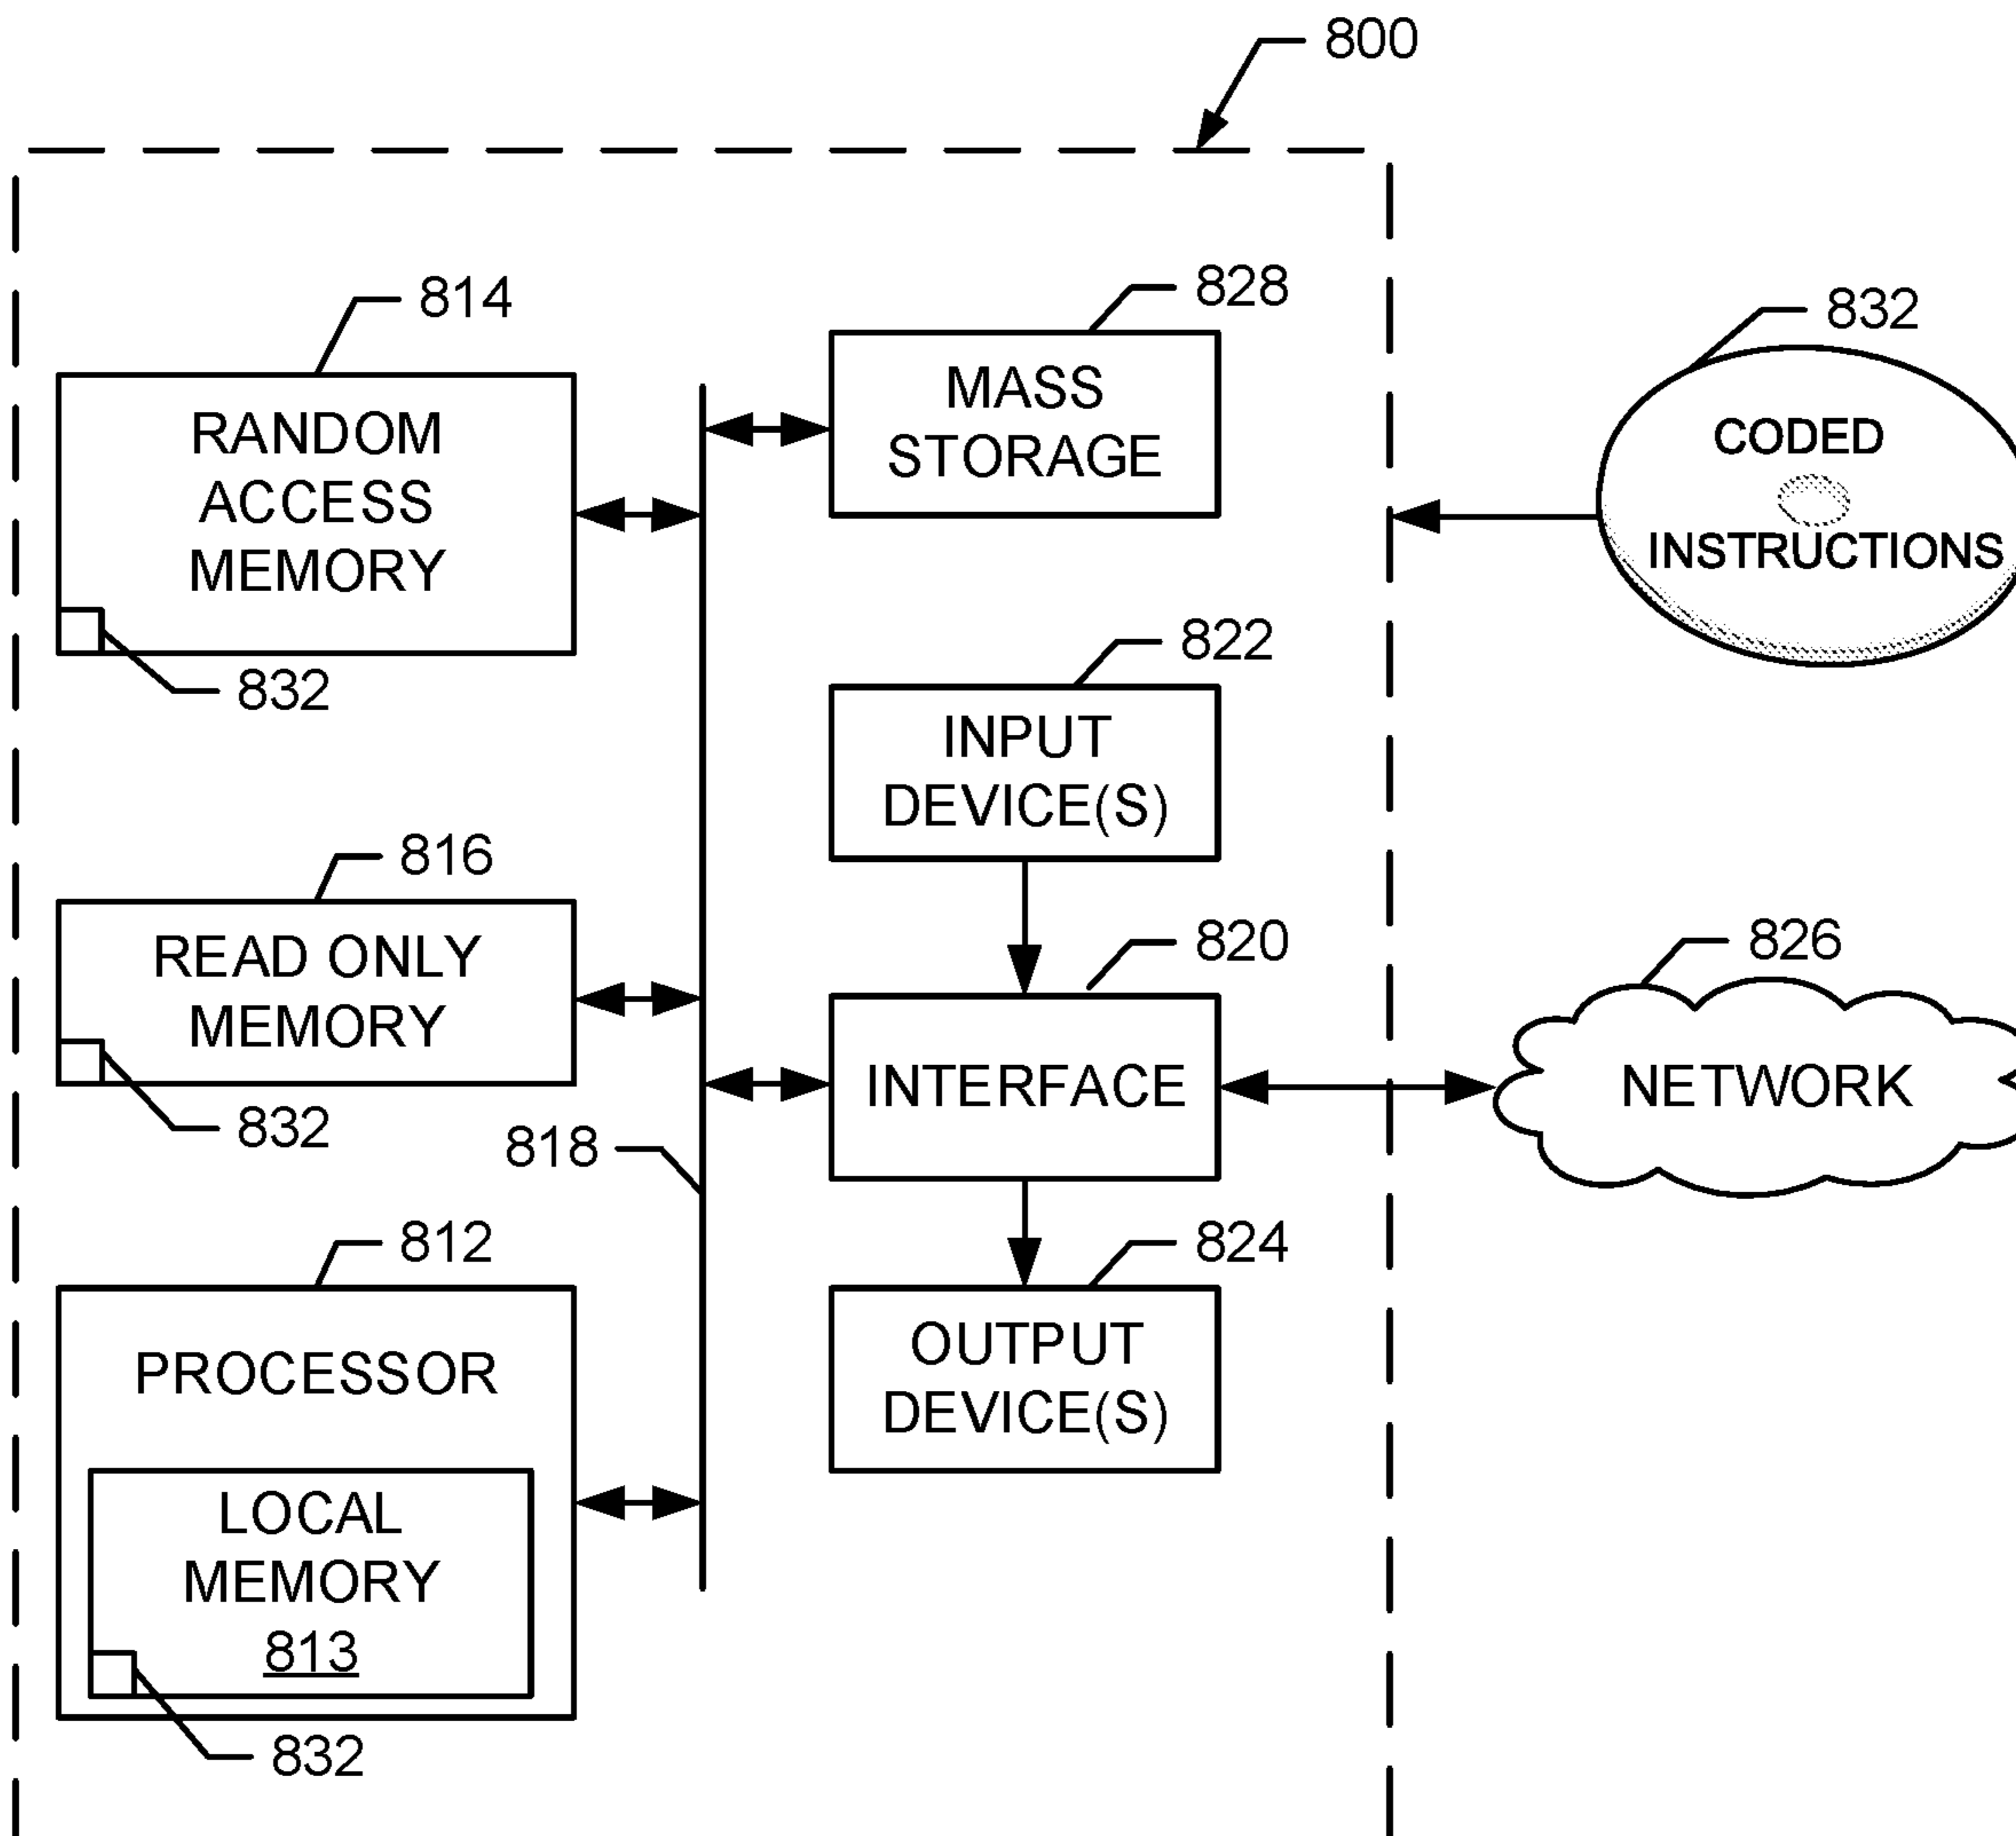 800
814
RANDOM
ACCESS
MEMORY
832
828
MASS
STORAGE
832
CODED
INSTRUCTIONS
822
INPUT
DEVICE(S)
816
READ ONLY
MEMORY
832
818
820
INTERFACE
826
NETWORK
812
PROCESSOR
LOCAL
MEMORY
813
832
824
OUTPUT
DEVICE(S)